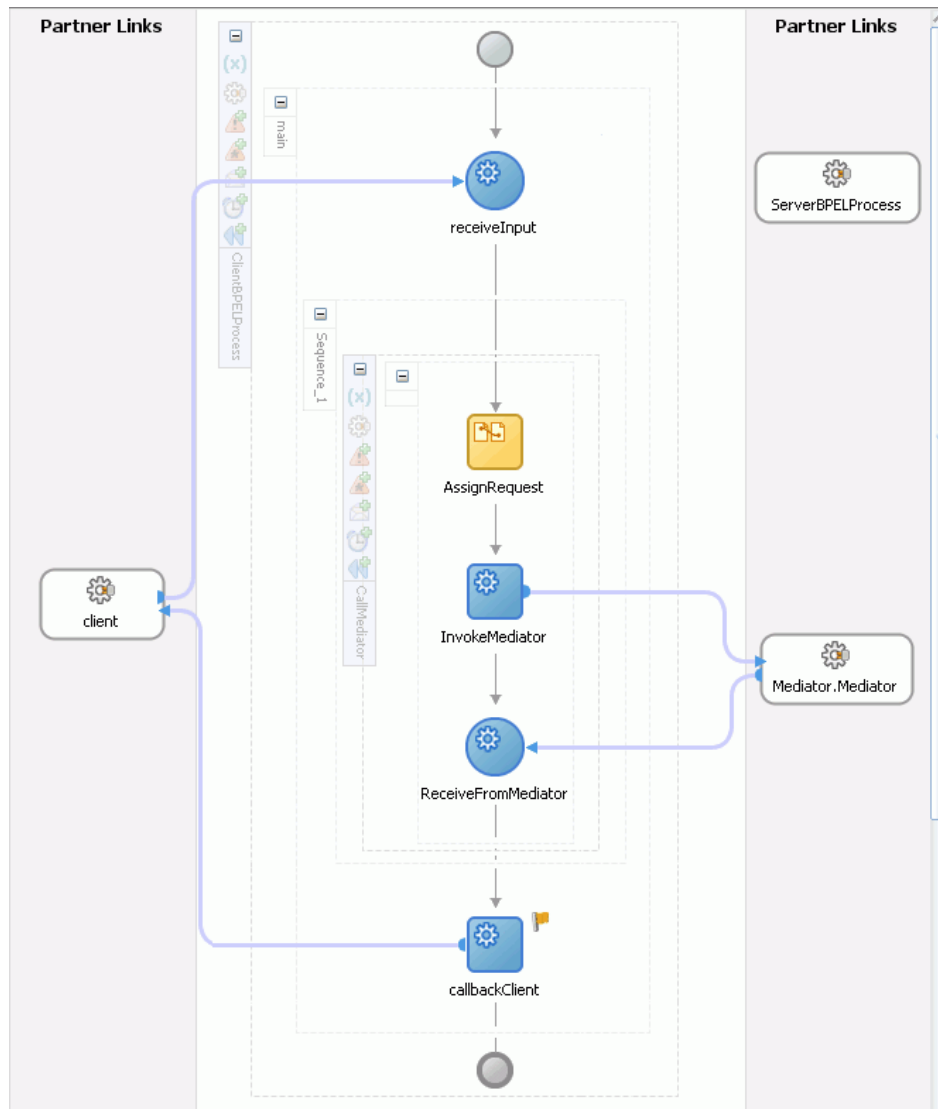 Partner Links
Partner Links
main
receiveInput
ServerBPELProcess
ClientBPELProcess
Sequence_1
AssignRequest
client
InvokeMediator
CallMediator
Mediator.Mediator
ReceiveFromMediator
callbackClient